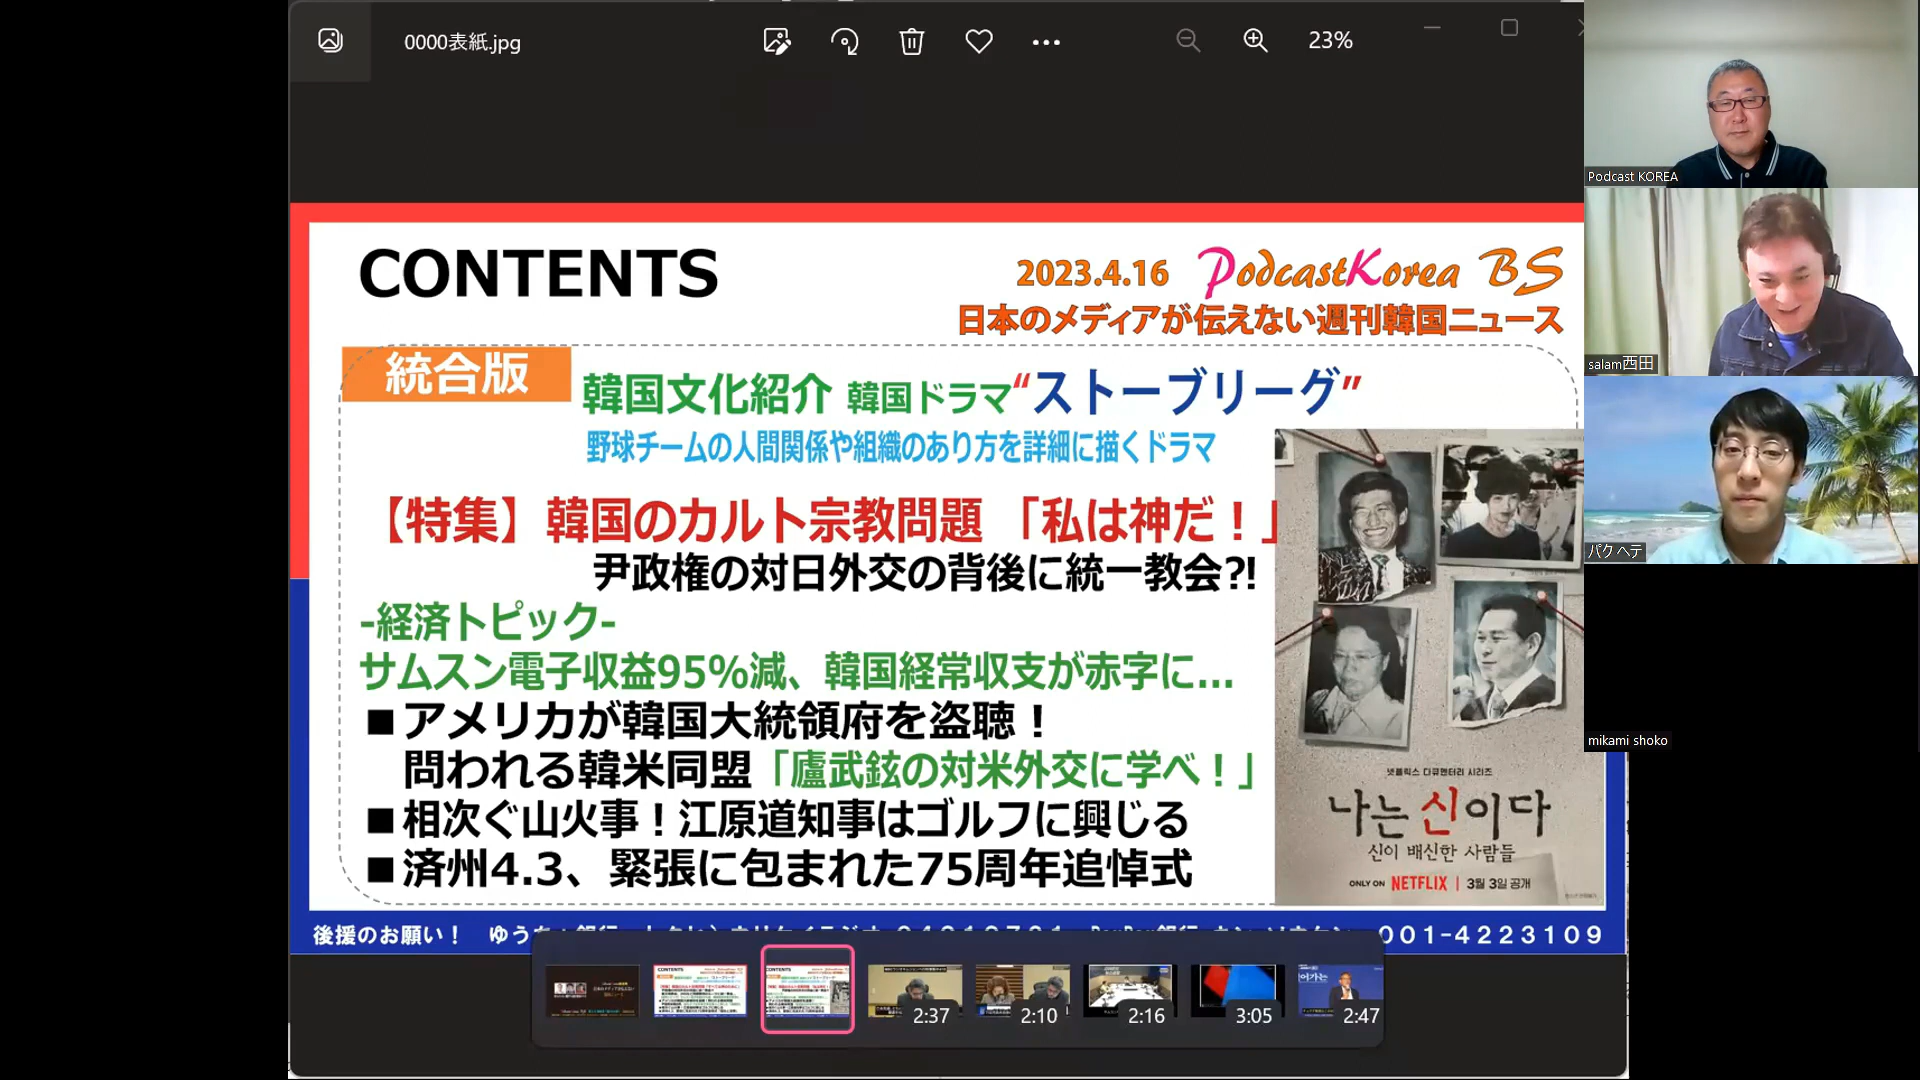 0000表紙.jpg
23%
CONTENTS
2023.4.16 PodcastKorea BS
日本のメディアが伝えない週刊韓国ニュース
統合版
韓国文化紹介 韓国ドラマ“ストーブリーグ”
野球チームの人間関係や組織のあり方を詳細に描くドラマ
【特集】韓国のカルト宗教問題 「私は神だ!」
尹政権の対日外交の背後に統一教会?!
-経済トピック-
サムスン電子収益95%減、韓国経常収支が赤字に...
■アメリカが韓国大統領府を盗聴!
問われる韓米同盟「廬武鉉の対米外交に学べ!」
■相次ぐ山火事!江原道知事はゴルフに興じる
■済州4.3、緊張に包まれた75周年追悼式
넷플릭스 다큐멘터리 시리즈
나는 신이다
신이 배신한 사람들
ONLY ON NETFLIX | 3월 3일 공개
後援のお願い! ゆうち
001-4223109
2:37
2:10
2:16
3:05
2:47
Podcast KOREA
salam西田
パク ヘテ
mikami shoko